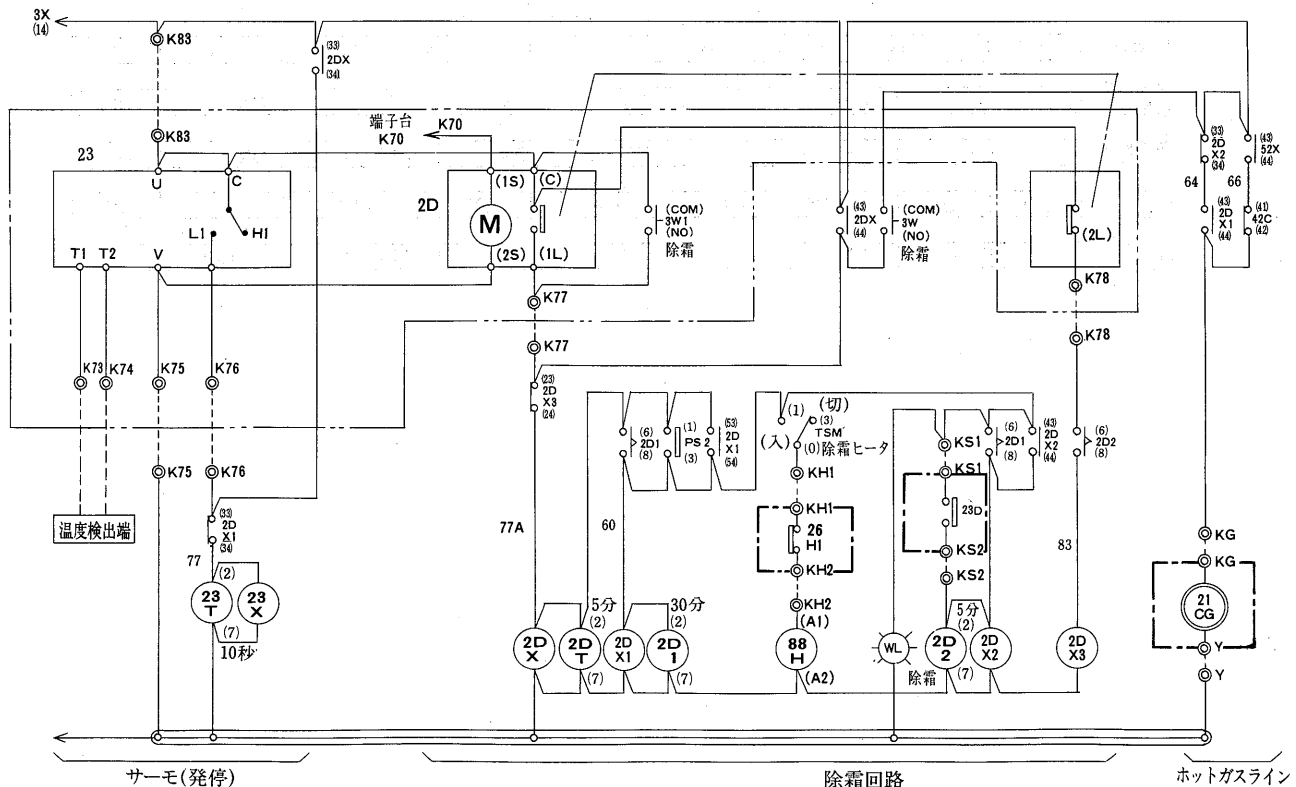 3X
(14)
K83
(33)
2DX
(34)
K83
端子台
K70
K70
23
U
C
L1
H1
T1
T2
V
2D
(1S)
(C)
M
(2S)
(1L)
(COM)
3W1
(NO)
除霜
(43)
2DX
(44)
(COM)
3W
(NO)
除霜
(2L)
(33)
2D
X2
(34)
(43)
52X
(44)
64
66
(43)
2D
X1
(44)
(41)
42C
(42)
K77
K78
K77
K78
K73
K74
K75
K76
(23)
2D
X3
(24)
K75
K76
温度検出端
(33)
2D
X1
(34)
77
(2)
23
T
23
X
(7)
10秒
77A
60
(6)
2D1
(8)
(1)
PS2
(3)
(53)
2D
X1
(54)
(1)
(切)
(3)
TSM
(入)
(0)
除霜ヒータ
KH1
KH1
26
H1
KH2
KH2
(A1)
88
H
(A2)
KS1
KS1
23D
KS2
KS2
(6)
2D1
(8)
(43)
2D
X2
(44)
(6)
2D2
(8)
83
2D
X
5分
(2)
2D
T
(7)
2D
X1
30分
(2)
2D
1
(7)
WL
除霜
5分
(2)
2D
2
(7)
2D
X2
2D
X3
KG
KG
21
CG
Y
Y
サーモ(発停)
除霜回路
ホットガスライン